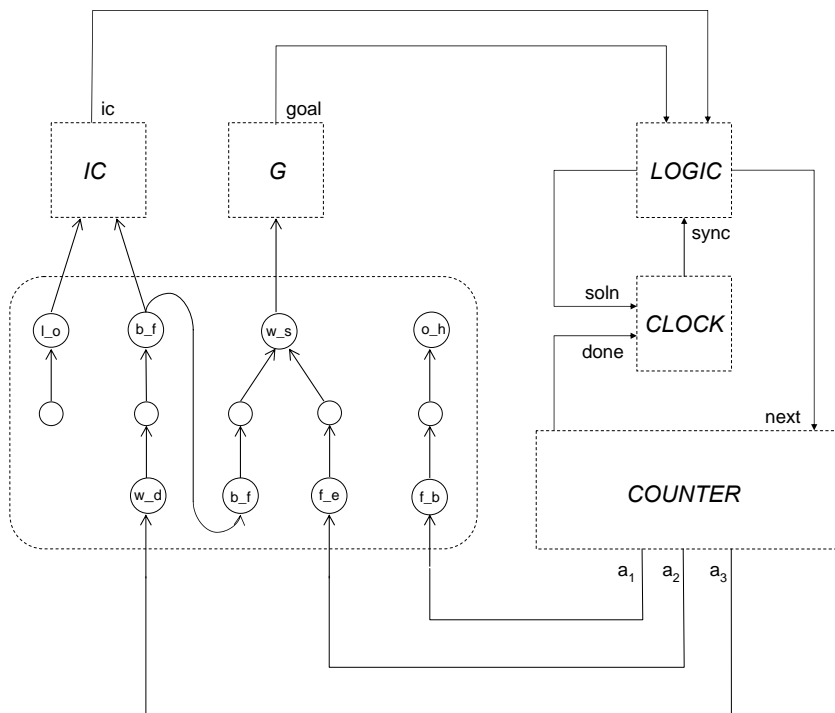 ic
goal
IC
G
LOGIC
sync
soln
CLOCK
done
l_o
b_f
w_s
o_h
next
w_d
b_f
f_e
f_b
COUNTER
a1
a2
a3